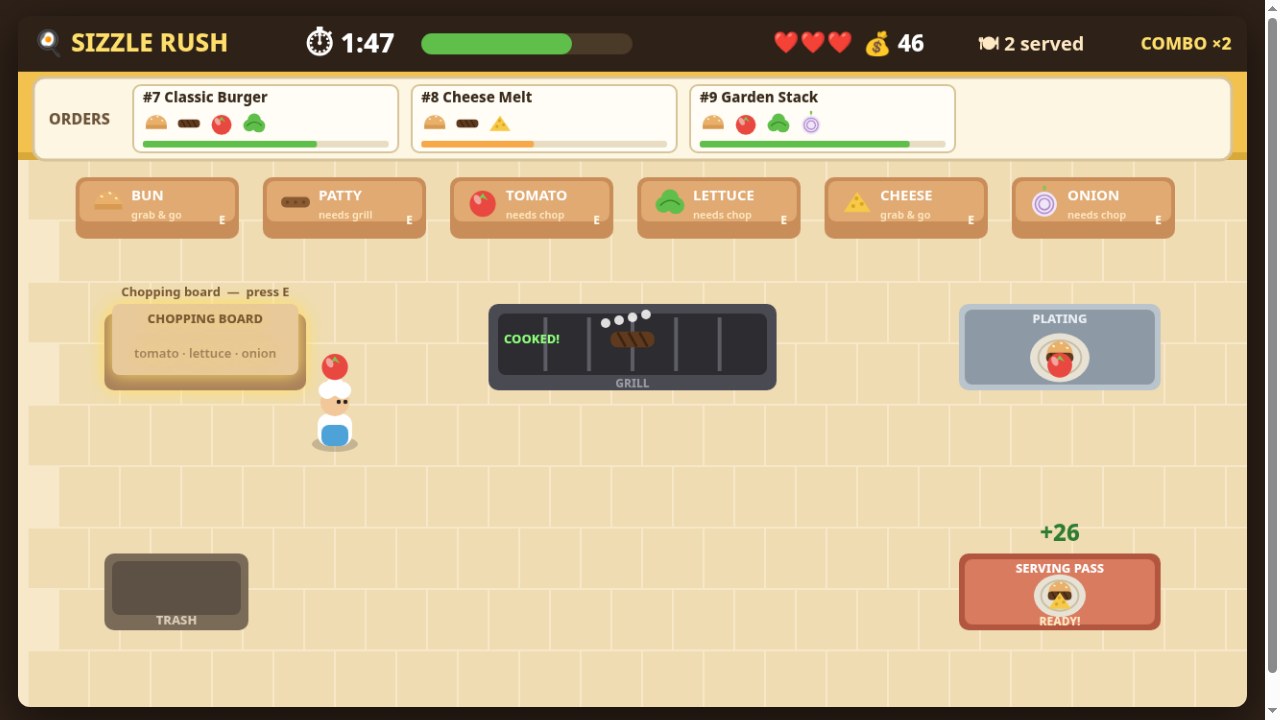 SIZZLE RUSH
1:47
46
2 served
COMBO ×2
ORDERS
#7 Classic Burger
#8 Cheese Melt
#9 Garden Stack
BUN
grab & go
E
PATTY
needs grill
E
TOMATO
needs chop
E
LETTUCE
needs chop
E
CHEESE
grab & go
E
ONION
needs chop
E
Chopping board — press E
CHOPPING BOARD
tomato · lettuce · onion
COOKED!
GRILL
PLATING
+26
TRASH
SERVING PASS
READY!